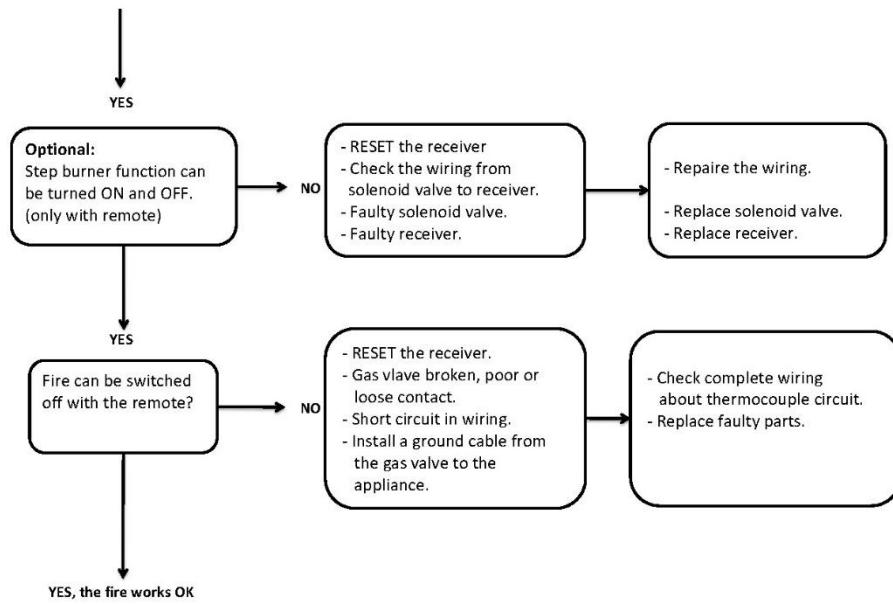 YES
Optional:
Step burner function can
be turned ON and OFF.
(only with remote)
NO
- RESET the receiver
- Check the wiring from
solenoid valve to receiver.
- Faulty solenoid valve.
- Faulty receiver.
- Repaire the wiring.
- Replace solenoid valve.
- Replace receiver.
YES
Fire can be switched
off with the remote?
NO
- RESET the receiver.
- Gas vlave broken, poor or
loose contact.
- Short circuit in wiring.
- Install a ground cable from
the gas valve to the
appliance.
- Check complete wiring
about thermocouple circuit.
- Replace faulty parts.
YES, the fire works OK